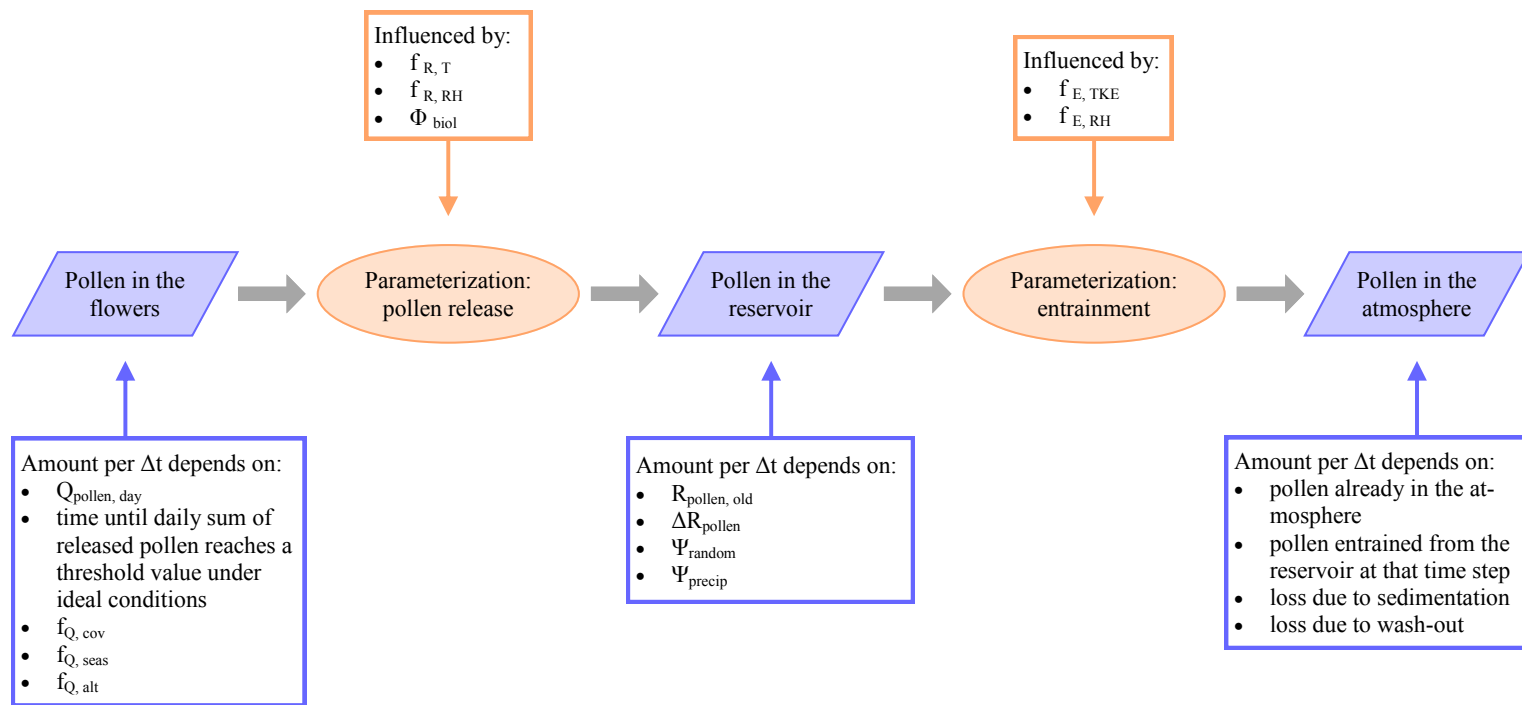 Influenced by:
• f R, T
• f R, RH
• Φ biol
Influenced by:
• f E, TKE
• f E, RH
Pollen in the
flowers
Parameterization:
pollen release
Pollen in the
reservoir
Parameterization:
entrainment
Pollen in the
atmosphere
Amount per Δt depends on:
• Qpollen, day
• time until daily sum of
released pollen reaches a
threshold value under
ideal conditions
• fQ, cov
• fQ, seas
• fQ, alt
Amount per Δt depends on:
• Rpollen, old
• ΔRpollen
• Ψrandom
• Ψprecip
Amount per Δt depends on:
• pollen already in the at-
mosphere
• pollen entrained from the
reservoir at that time step
• loss due to sedimentation
• loss due to wash-out